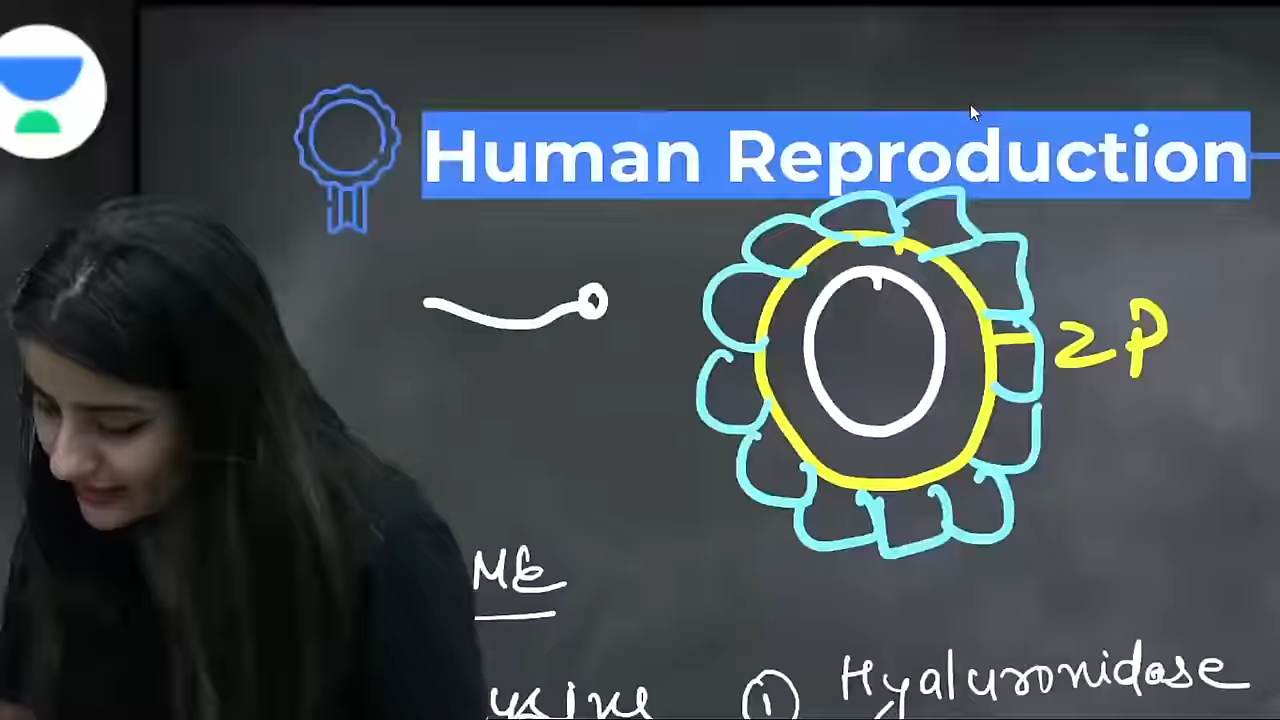 Human Reproduction
ZP
ME
① Hyaluronidase